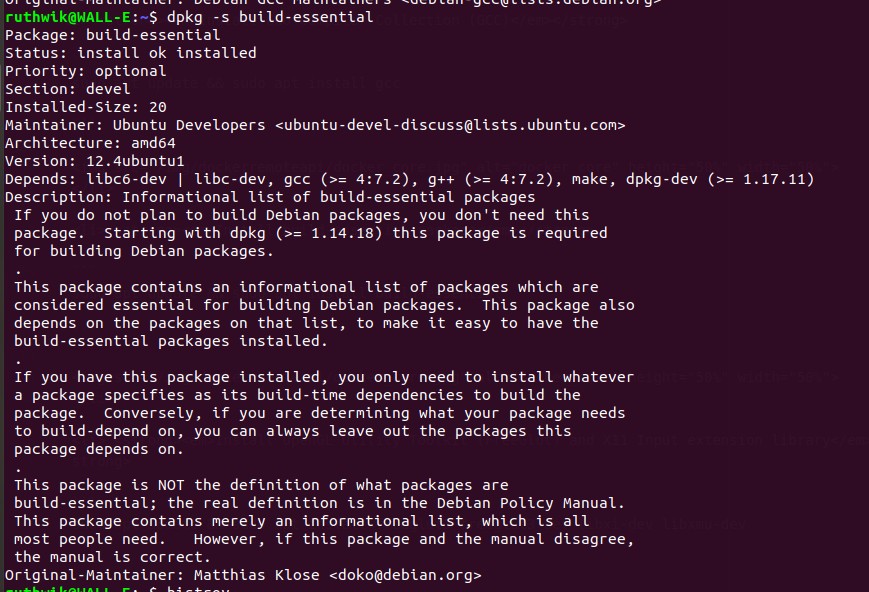 Original-Maintainer: Debian GCC Maintainers <debian-gcc@lists.debian.org>
ruthwik@WALL-E:~$ dpkg -s build-essential
Package: build-essential
Status: install ok installed
Priority: optional
Section: devel
Installed-Size: 20
Maintainer: Ubuntu Developers <ubuntu-devel-discuss@lists.ubuntu.com>
Architecture: amd64
Version: 12.4ubuntu1
Depends: libc6-dev | libc-dev, gcc (>= 4:7.2), g++ (>= 4:7.2), make, dpkg-dev (>= 1.17.11)
Description: Informational list of build-essential packages
 If you do not plan to build Debian packages, you don't need this
 package.  Starting with dpkg (>= 1.14.18) this package is required
 for building Debian packages.
 .
 This package contains an informational list of packages which are
 considered essential for building Debian packages.  This package also
 depends on the packages on that list, to make it easy to have the
 build-essential packages installed.
 .
 If you have this package installed, you only need to install whatever
 a package specifies as its build-time dependencies to build the
 package.  Conversely, if you are determining what your package needs
 to build-depend on, you can always leave out the packages this
 package depends on.
 .
 This package is NOT the definition of what packages are
 build-essential; the real definition is in the Debian Policy Manual.
 This package contains merely an informational list, which is all
 most people need.   However, if this package and the manual disagree,
 the manual is correct.
Original-Maintainer: Matthias Klose <doko@debian.org>
ruthwik@WALL-E:~$